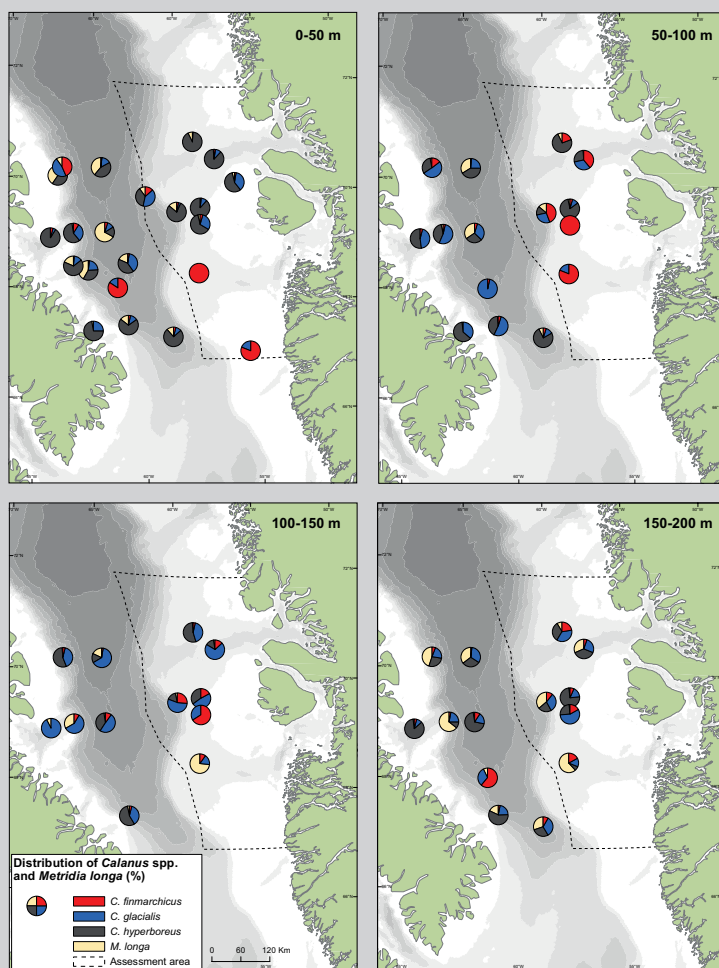 0-50 m
50-100 m
100-150 m
150-200 m
Distribution of Calanus spp.
and Metridia longa (%)
C. finmarchicus
C. glacialis
C. hyperboreus
M. longa
Assessment area
0 60 120 Km